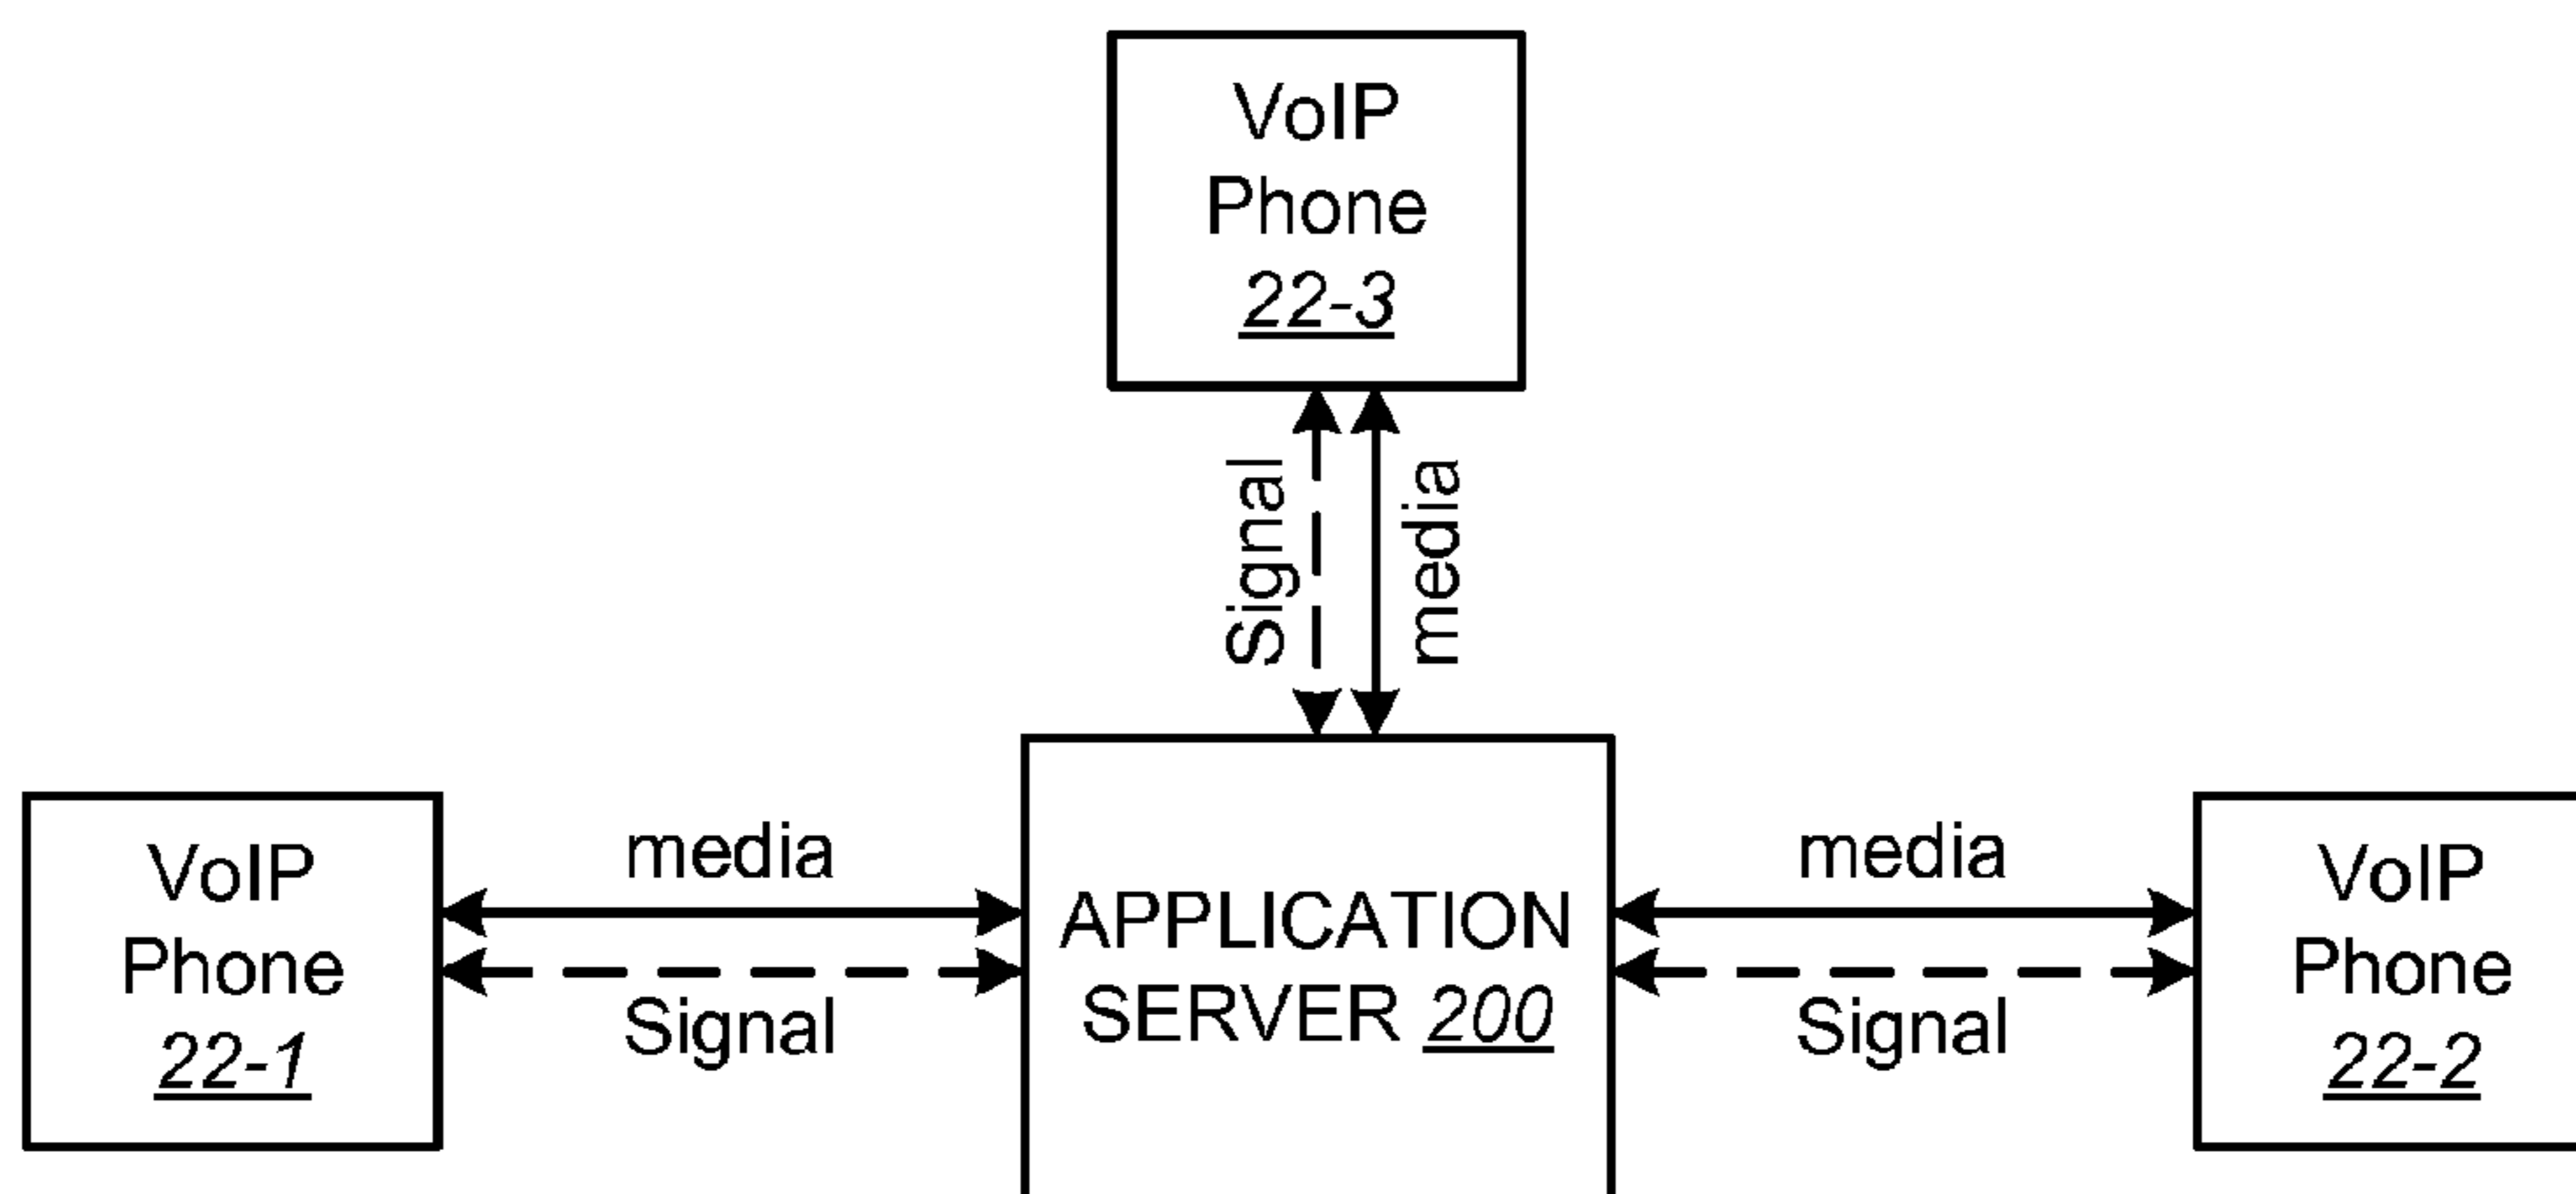 VoIP
Phone
22-3
Signal
media
VoIP
Phone
22-1
media
Signal
APPLICATION
SERVER 200
media
Signal
VoIP
Phone
22-2